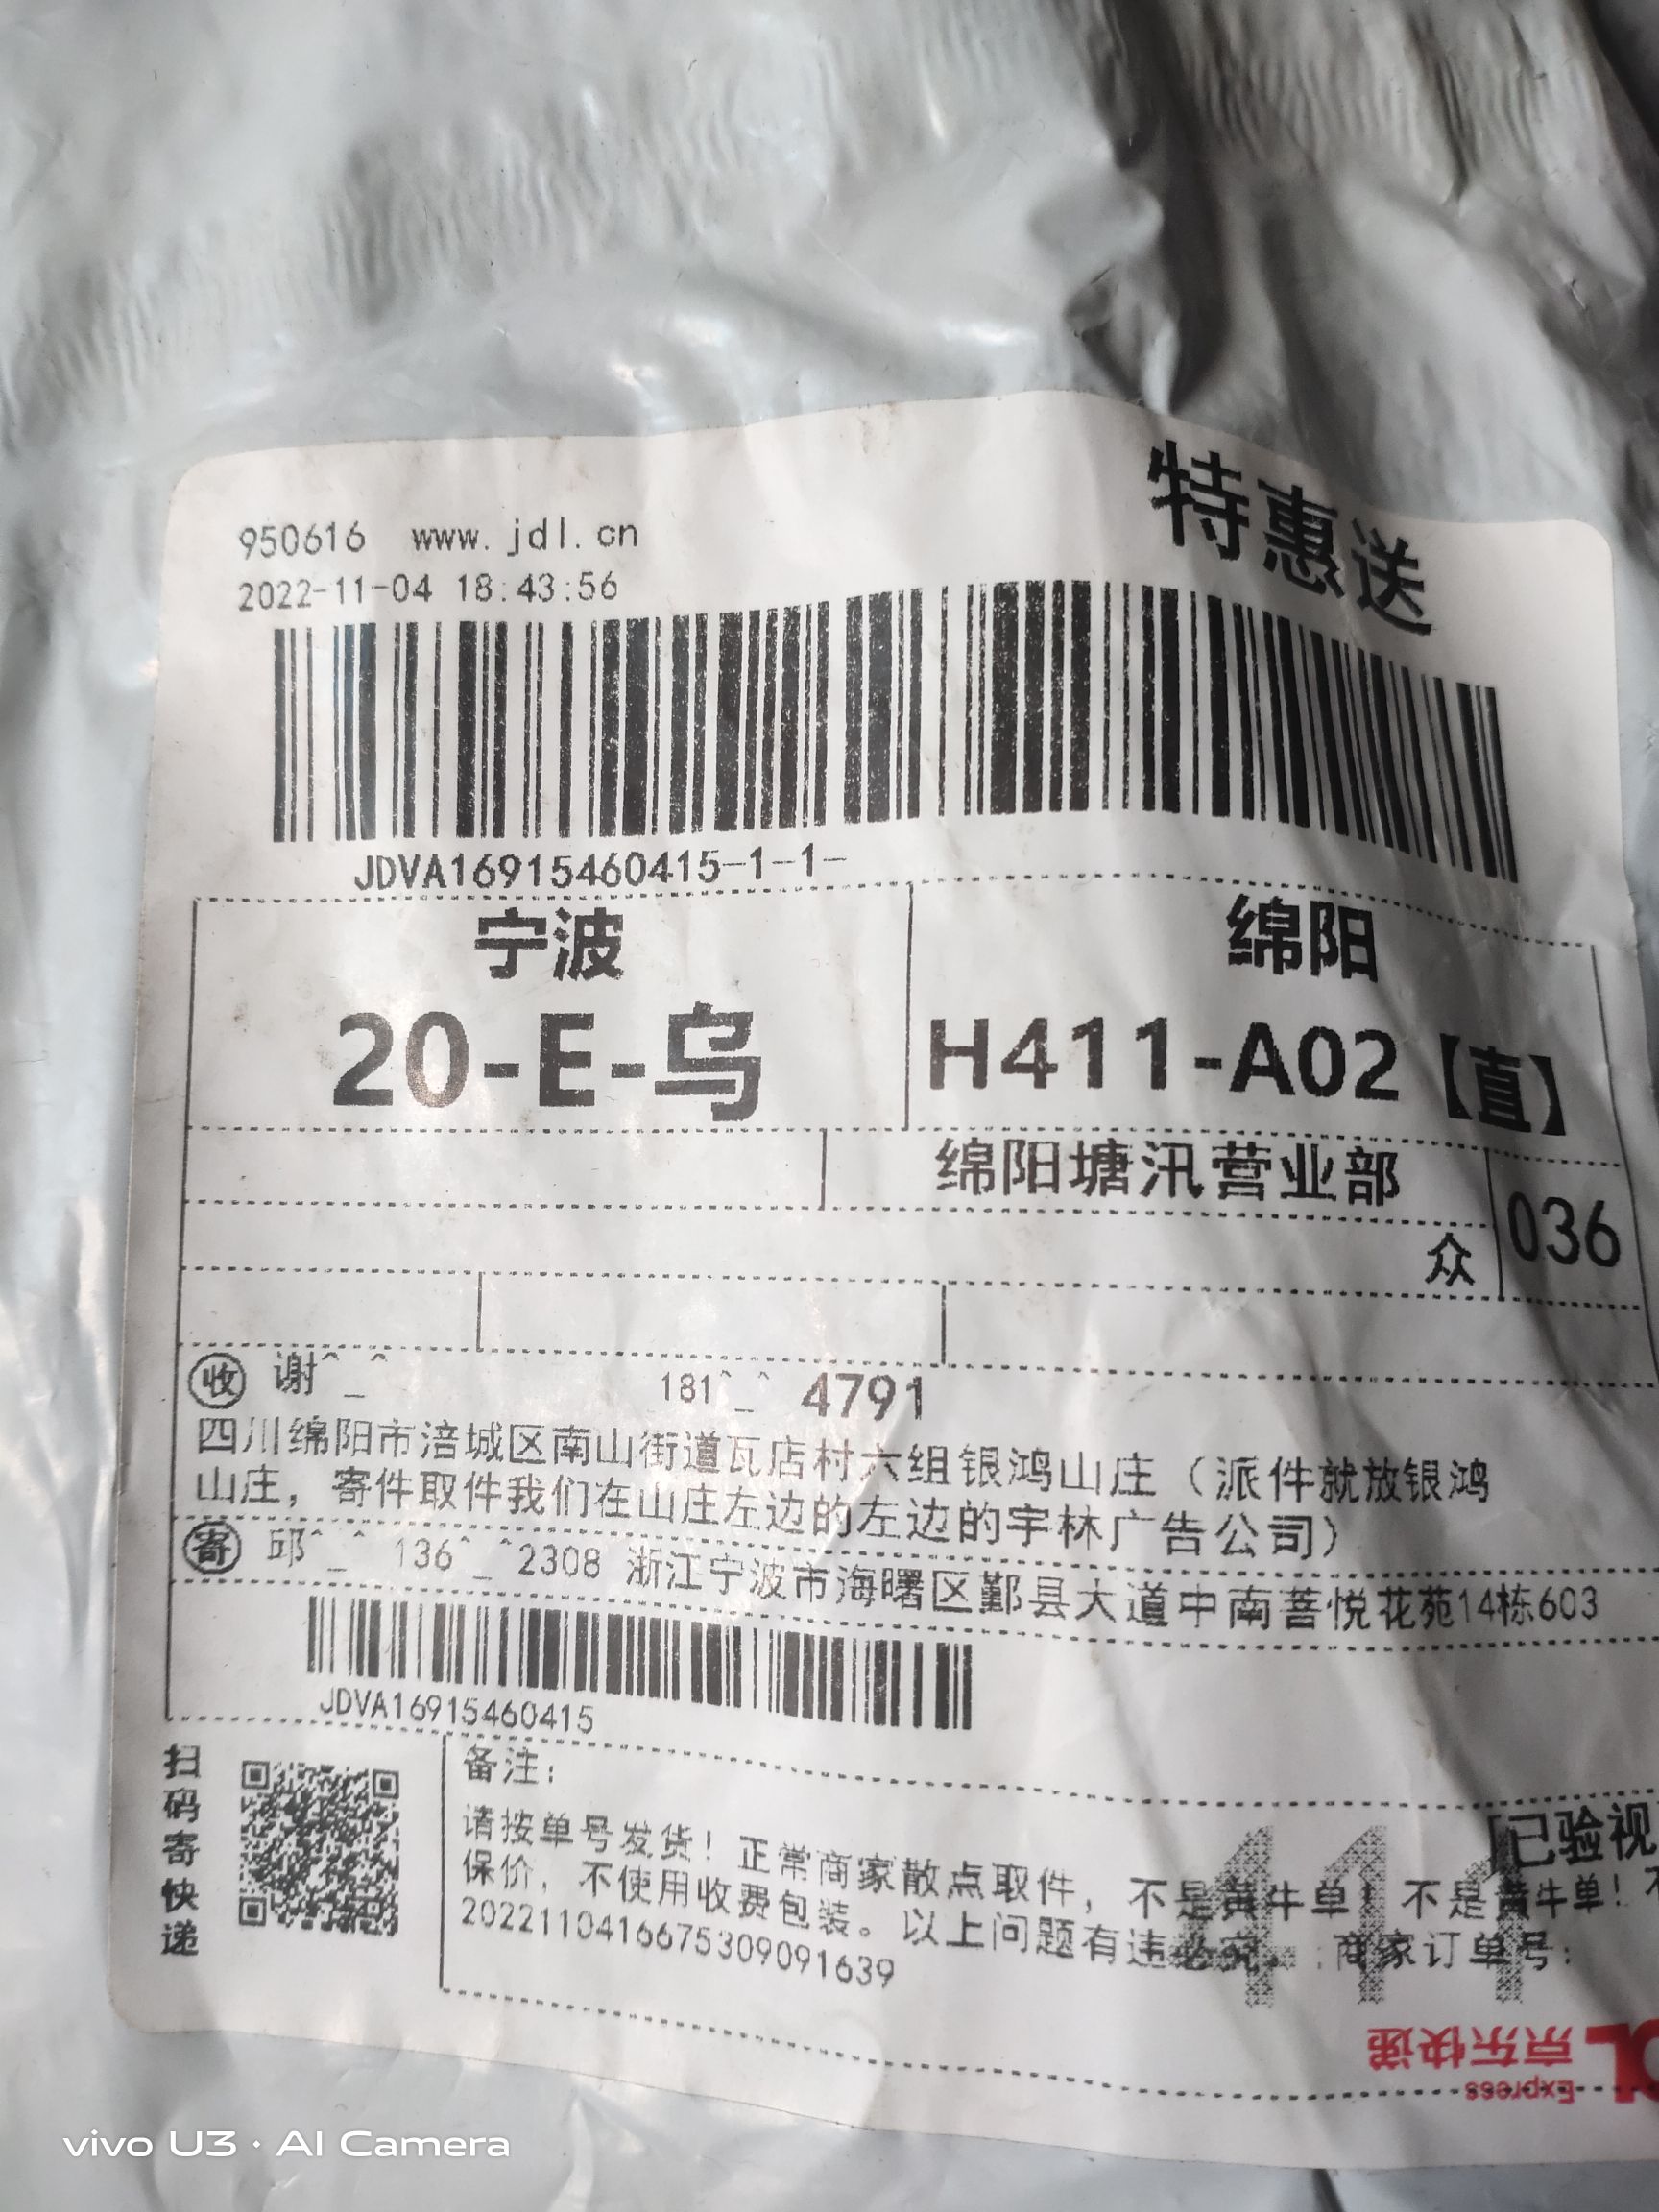 特惠送
950616 www.jdl.cn
2022-11-04 18:43:56
JDVA16915460415-1-1-
宁波
绵阳
20-E-乌
H411-A02【直】
绵阳塘汛营业部
036
众
收 谢^_^ 181^_^ 4791
四川绵阳市涪城区南山街道瓦店村六组银鸿山庄（派件就放银鸿
山庄，寄件取件我们在山庄左边的左边的宇林广告公司）
寄 邱^_^ 136^_^2308 浙江宁波市海曙区鄞县大道中南菩悦花苑14栋603
JDVA16915460415
扫码寄快递
备注：
[已验视
请按单号发货！正常商家散点取件，不是黄牛单！不是黄牛单！不
保价，不使用收费包装。以上问题有违必究。;商家订单号：
2022110416675309091639
411
京东快递
Express
vivo U3 · AI Camera